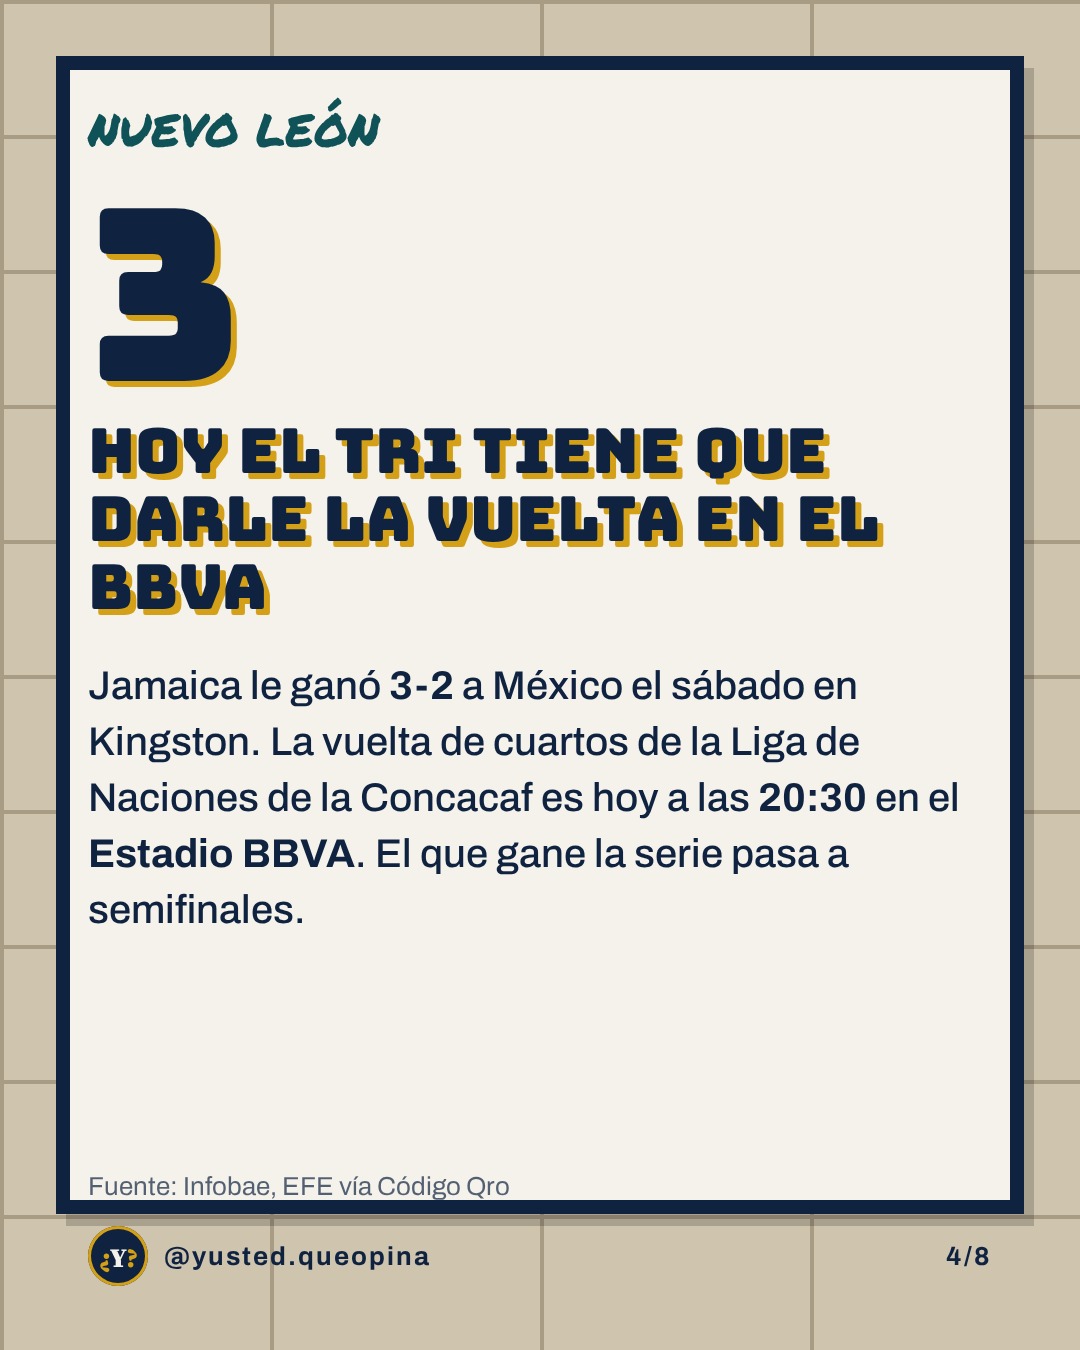 NUEVO LEÓN
3
HOY EL TRI TIENE QUE
DARLE LA VUELTA EN EL
BBVA
Jamaica le ganó 3-2 a México el sábado en
Kingston. La vuelta de cuartos de la Liga de
Naciones de la Concacaf es hoy a las 20:30 en el
Estadio BBVA. El que gane la serie pasa a
semifinales.
Fuente: Infobae, EFE vía Código Qro
¿Y?
@yusted.queopina
4/8